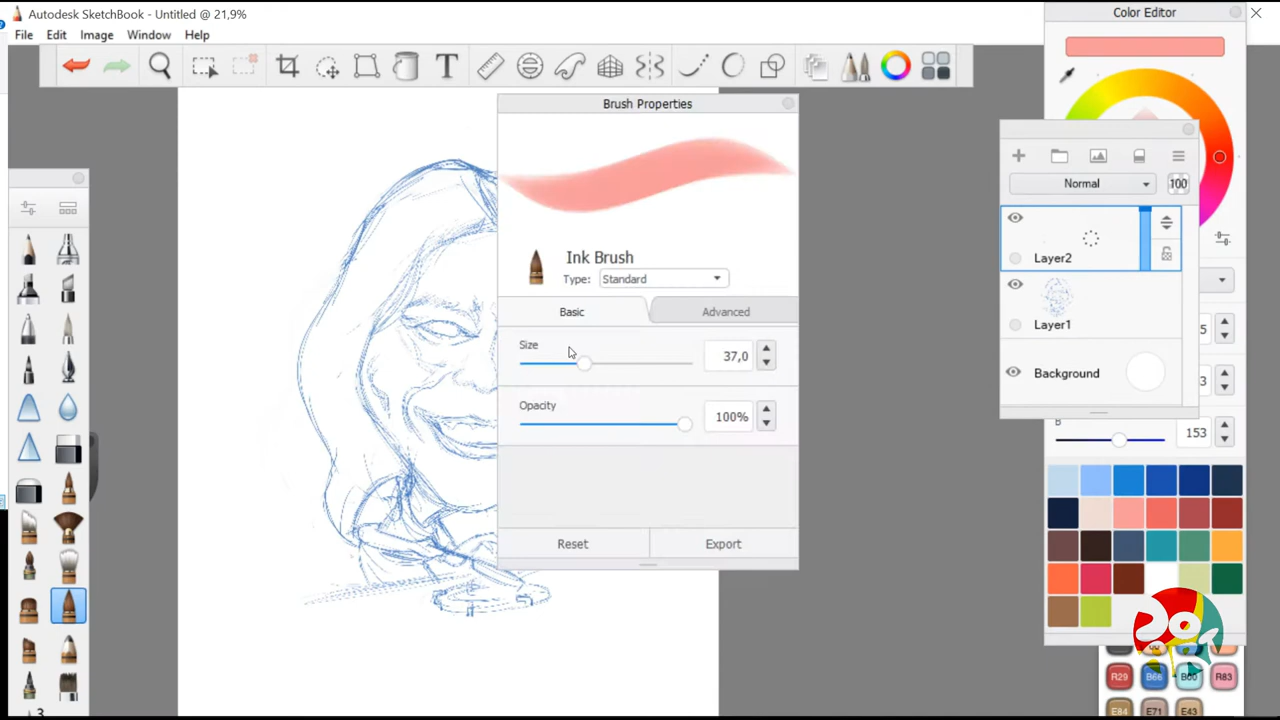 Autodesk SketchBook - Untitled @ 21,9%
File Edit Image Window Help
T
Color Editor
Brush Properties
Ink Brush
Type: Standard
Basic Advanced
Size 37,0
Opacity 100%
Reset Export
Normal 100
Layer2
Layer1
Background
5
3
B 153
R29 B66 B60 R83
E84 E71 E43
3